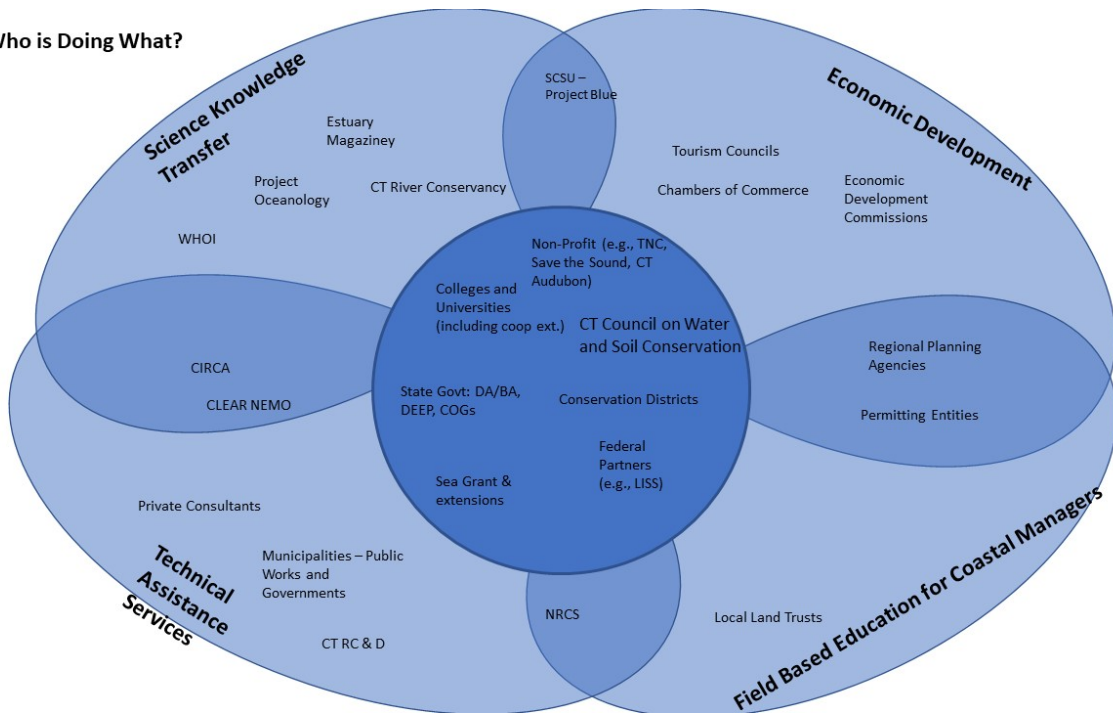 Who is Doing What?
Science Knowledge
Transfer
Estuary
Magaziney
Project
Oceanology
CT River Conservancy
WHOI
SCSU –
Project Blue
Economic Development
Tourism Councils
Chambers of Commerce
Economic
Development
Commissions
Non-Profit (e.g., TNC,
Save the Sound, CT
Audubon)
Colleges and
Universities
(including coop ext.)
CT Council on Water
and Soil Conservation
State Govt: DA/BA,
DEEP, COGs
Conservation Districts
Federal
Partners
(e.g., LISS)
Sea Grant &
extensions
CIRCA
CLEAR NEMO
Regional Planning
Agencies
Permitting Entities
Private Consultants
Municipalities – Public
Works and
Governments
CT RC & D
Technical
Assistance
Services
NRCS
Local Land Trusts
Field Based Education for Coastal Managers